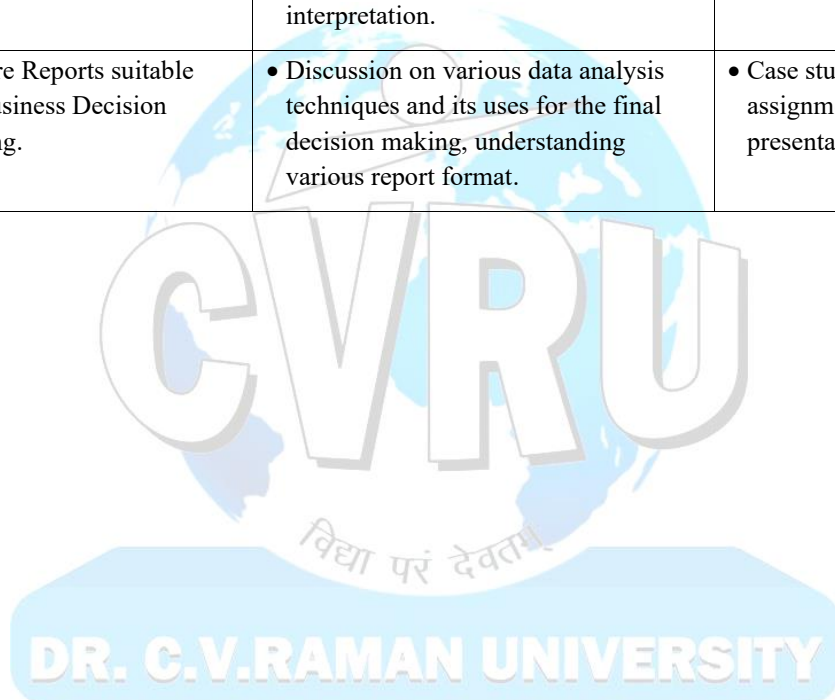 interpretation.
re Reports suitable
siness Decision
g.
• Discussion on various data analysis
techniques and its uses for the final
decision making, understanding
various report format.
• Case stu
assignm
presenta
CVRU
विद्या परं देवतम्
DR. C.V.RAMAN UNIVERSITY